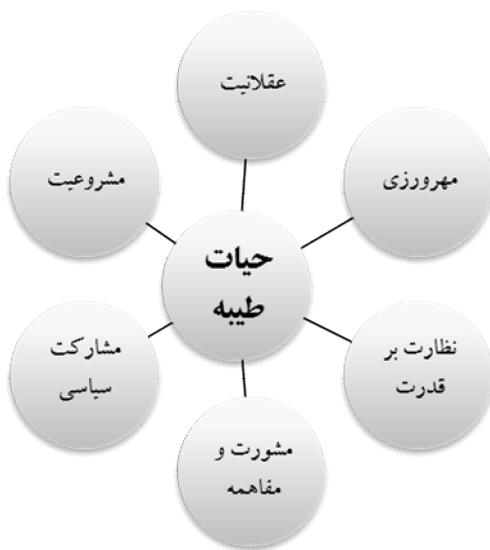 عقلانیت
مهرورزی
مشروعیت
حیات
طیبه
نظارت بر
قدرت
مشارکت
سیاسی
مشورت و
مفاهمه